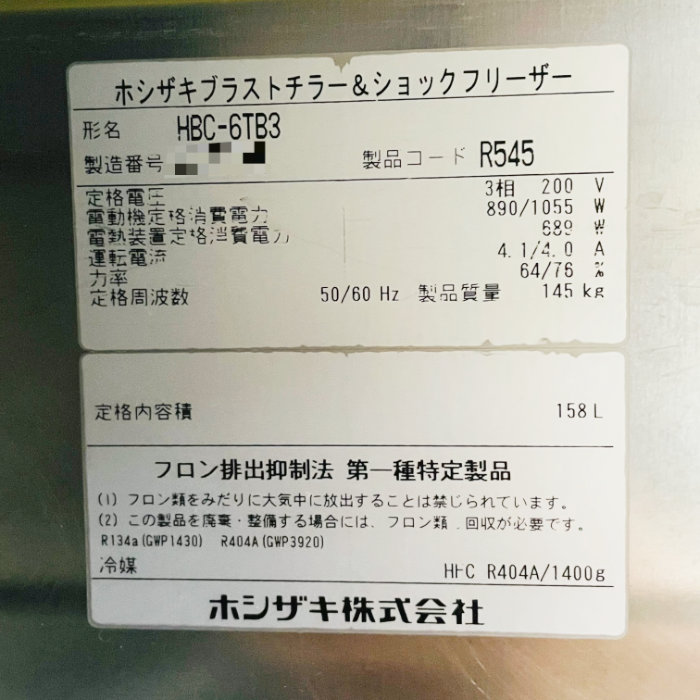 ホシザキブラストチラー&ショックフリーザー
形名 HBC-6TB3
製造番号 製品コード R545
定格電圧 3相 200 V
電動機定格消費電力 890/1055 W
電熱装置定格消費電力 689 W
運転電流 4.1/4.0 A
力率 64/76 %
定格周波数 50/60 Hz 製品質量 145 kg
定格内容積 158 L
フロン排出抑制法 第一種特定製品
(1) フロン類をみだりに大気中に放出することは禁じられています。
(2) この製品を廃棄・整備する場合には、フロン類 回収が必要です。
R134a(GWP1430) R404A(GWP3920)
冷媒 HFC R404A/1400g
ホシザキ株式会社